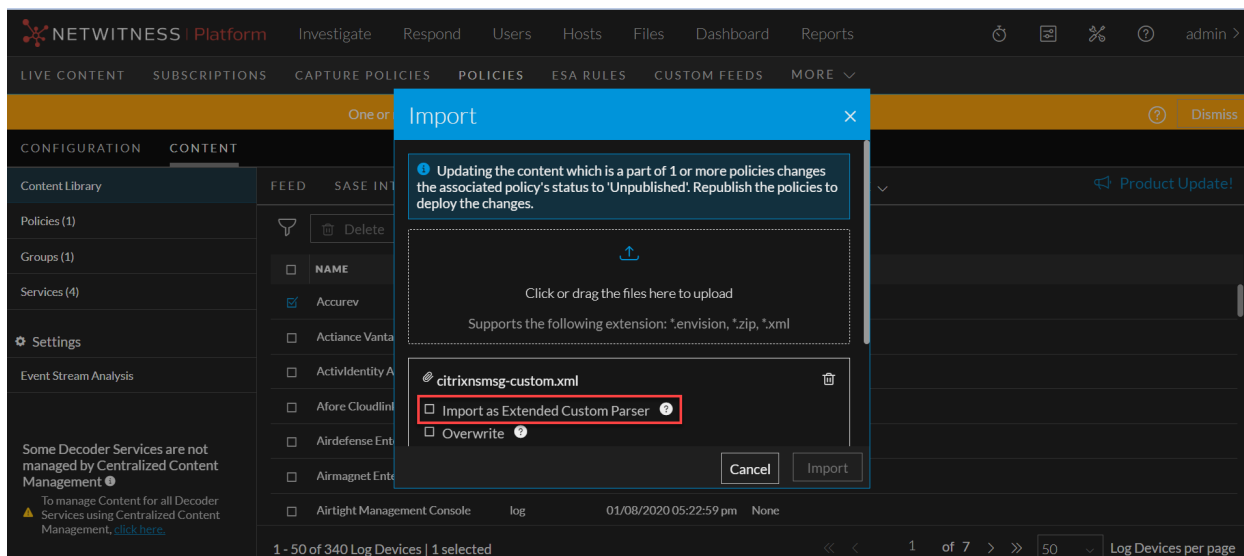 NETWITNESS Platform Investigate Respond Users Hosts Files Dashboard Reports admin >
LIVE CONTENT SUBSCRIPTIONS CAPTURE POLICIES POLICIES ESA RULES CUSTOM FEEDS MORE
One or Dismiss
Import
CONFIGURATION CONTENT
Updating the content which is a part of 1 or more policies changes
the associated policy's status to 'Unpublished'. Republish the policies to
deploy the changes.
Content Library
FEED SASE INT Product Update!
Policies (1)
Delete
Groups (1)
NAME
Click or drag the files here to upload
Services (4)
Accurev
Supports the following extension: *.envision, *.zip, *.xml
Settings
Actiance Vanta
Event Stream Analysis
ActivIdentity A
citrixnsmsg-custom.xml
Afore Cloudlin
Import as Extended Custom Parser ?
Airdefense Ent
Overwrite ?
Some Decoder Services are not
managed by Centralized Content
Management
Airmagnet Ente
Cancel Import
To manage Content for all Decoder
Services using Centralized Content
Management, click here.
Airtight Management Console log 01/08/2020 05:22:59 pm None
1 - 50 of 340 Log Devices | 1 selected << < 1 of 7 > >> 50 Log Devices per page